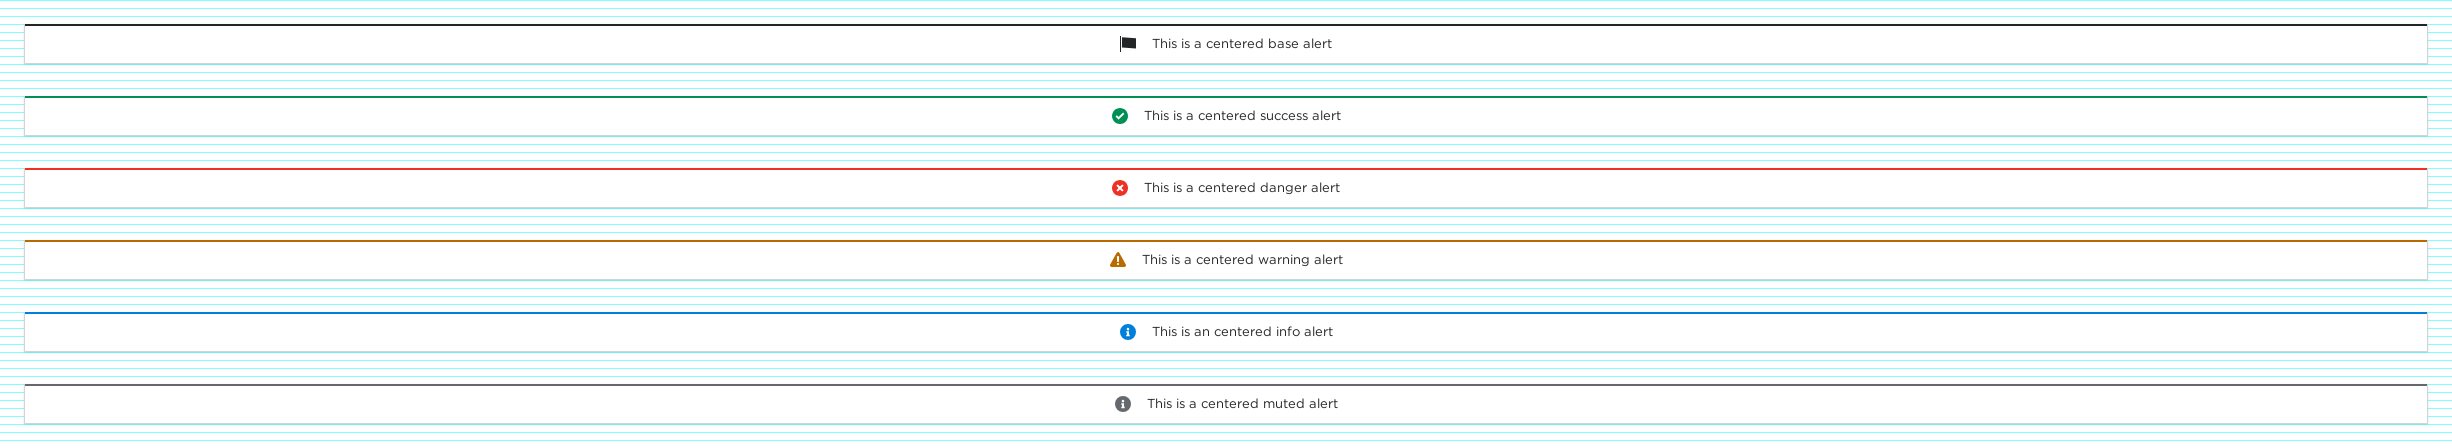 This is a centered base alert
This is a centered success alert
This is a centered danger alert
This is a centered warning alert
This is an centered info alert
This is a centered muted alert